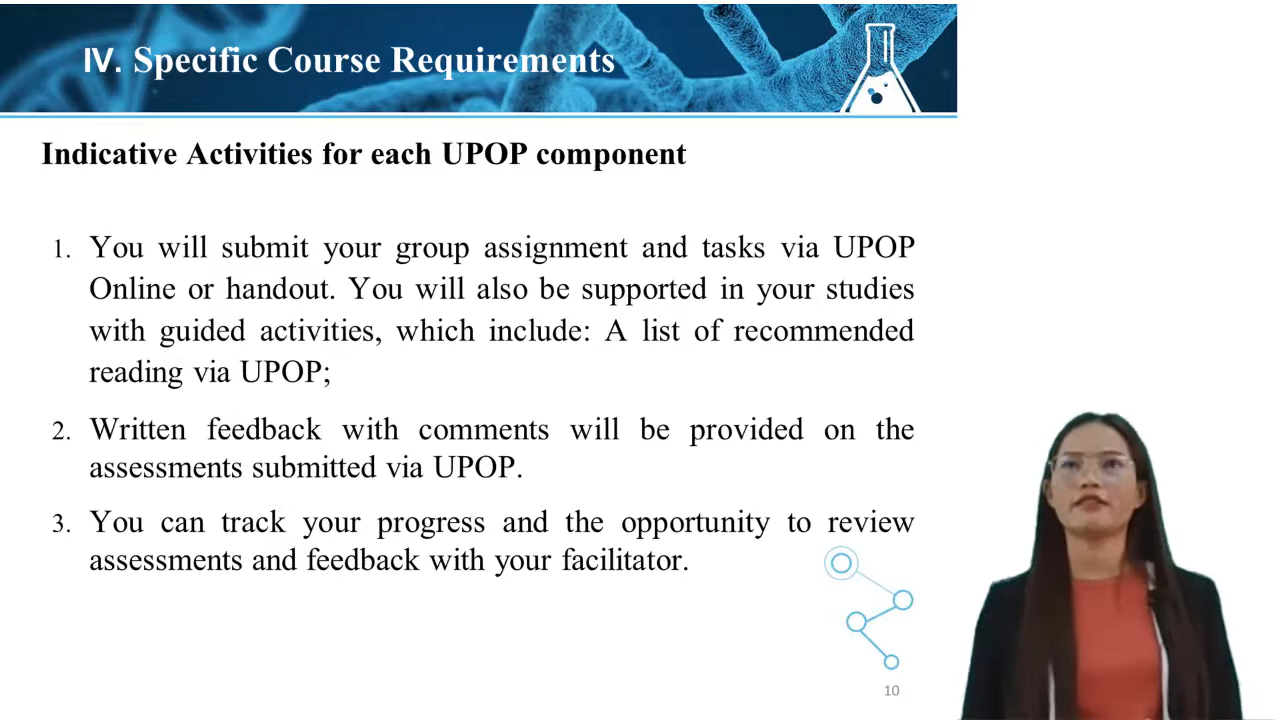 IV. Specific Course Requirements
Indicative Activities for each UPOP component
1. You will submit your group assignment and tasks via UPOP
Online or handout. You will also be supported in your studies
with guided activities, which include: A list of recommended
reading via UPOP;
2. Written feedback with comments will be provided on the
assessments submitted via UPOP.
3. You can track your progress and the opportunity to review
assessments and feedback with your facilitator.
10